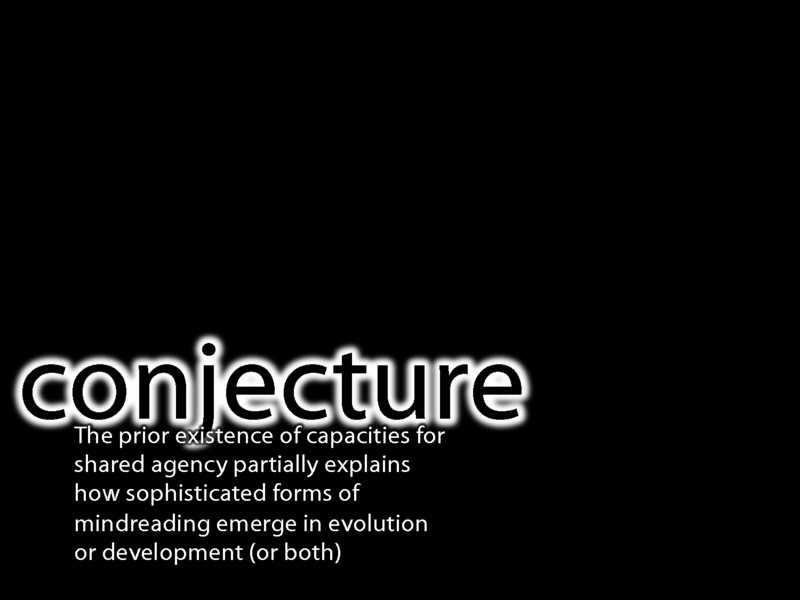 conjecture
The prior existence of capacities for
shared agency partially explains
how sophisticated forms of
mindreading emerge in evolution
or development (or both)